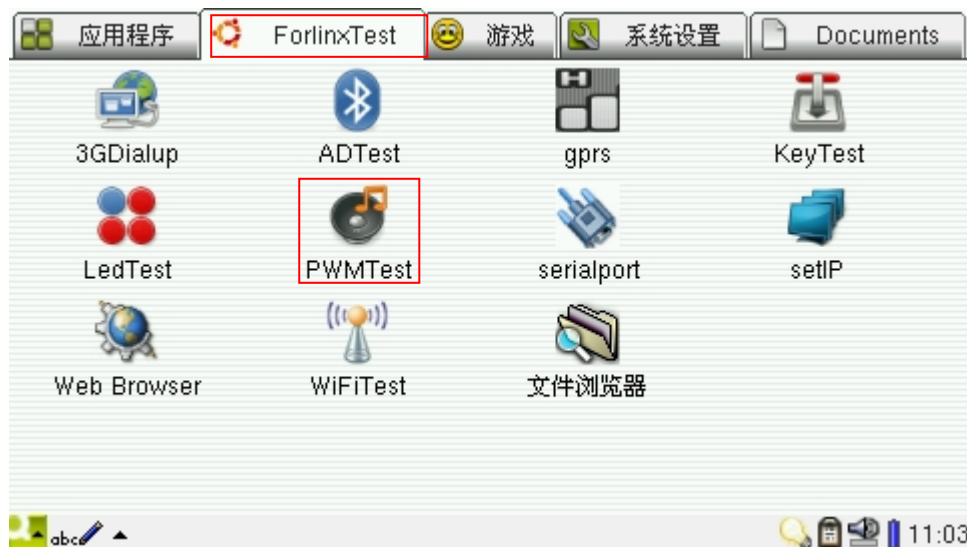 应用程序 ForlinxTest 游戏 系统设置 Documents
3GDialup ADTest gprs KeyTest
LedTest PWMTest serialport setIP
Web Browser WiFiTest 文件浏览器
abc 11:03